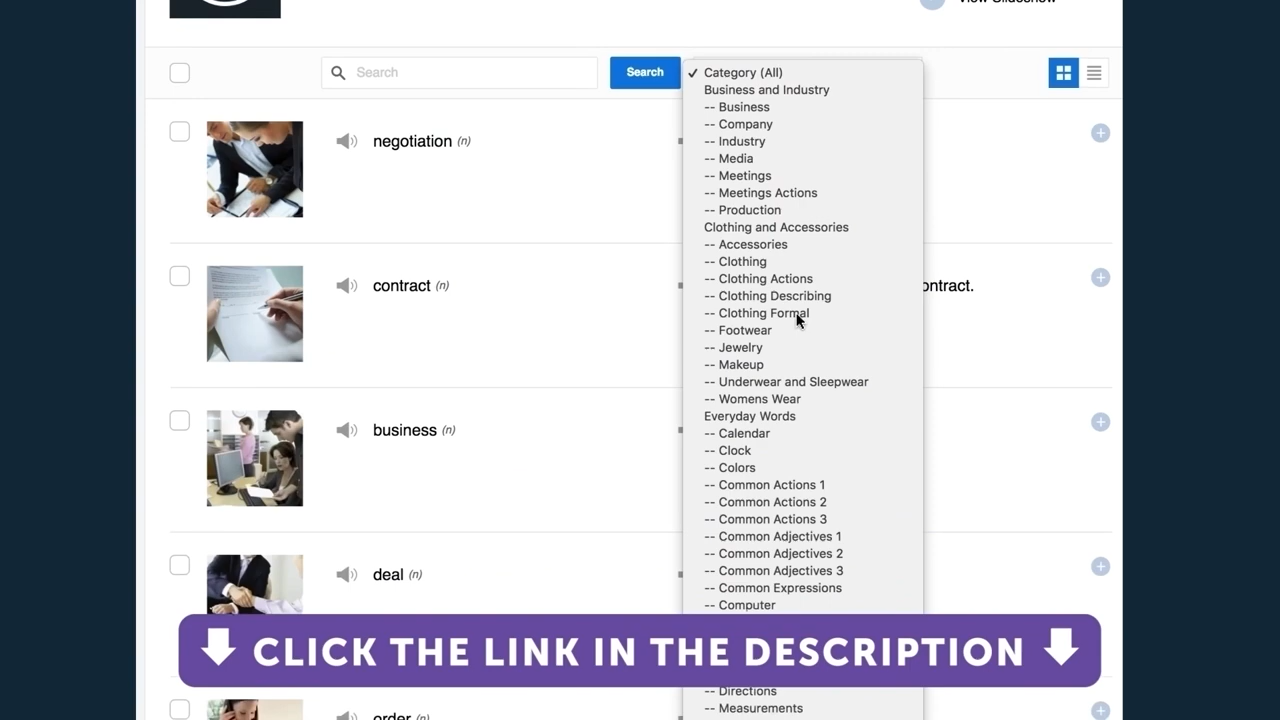 View Slideshow
Search
Search
✓ Category (All)
Business and Industry
-- Business
-- Company
-- Industry
-- Media
-- Meetings
-- Meetings Actions
-- Production
Clothing and Accessories
-- Accessories
-- Clothing
-- Clothing Actions
-- Clothing Describing
-- Clothing Formal
-- Footwear
-- Jewelry
-- Makeup
-- Underwear and Sleepwear
-- Womens Wear
Everyday Words
-- Calendar
-- Clock
-- Colors
-- Common Actions 1
-- Common Actions 2
-- Common Actions 3
-- Common Adjectives 1
-- Common Adjectives 2
-- Common Adjectives 3
-- Common Expressions
-- Computer
-- Directions
-- Measurements
negotiation (n)
contract (n)
ontract.
business (n)
deal (n)
order (n)
CLICK THE LINK IN THE DESCRIPTION